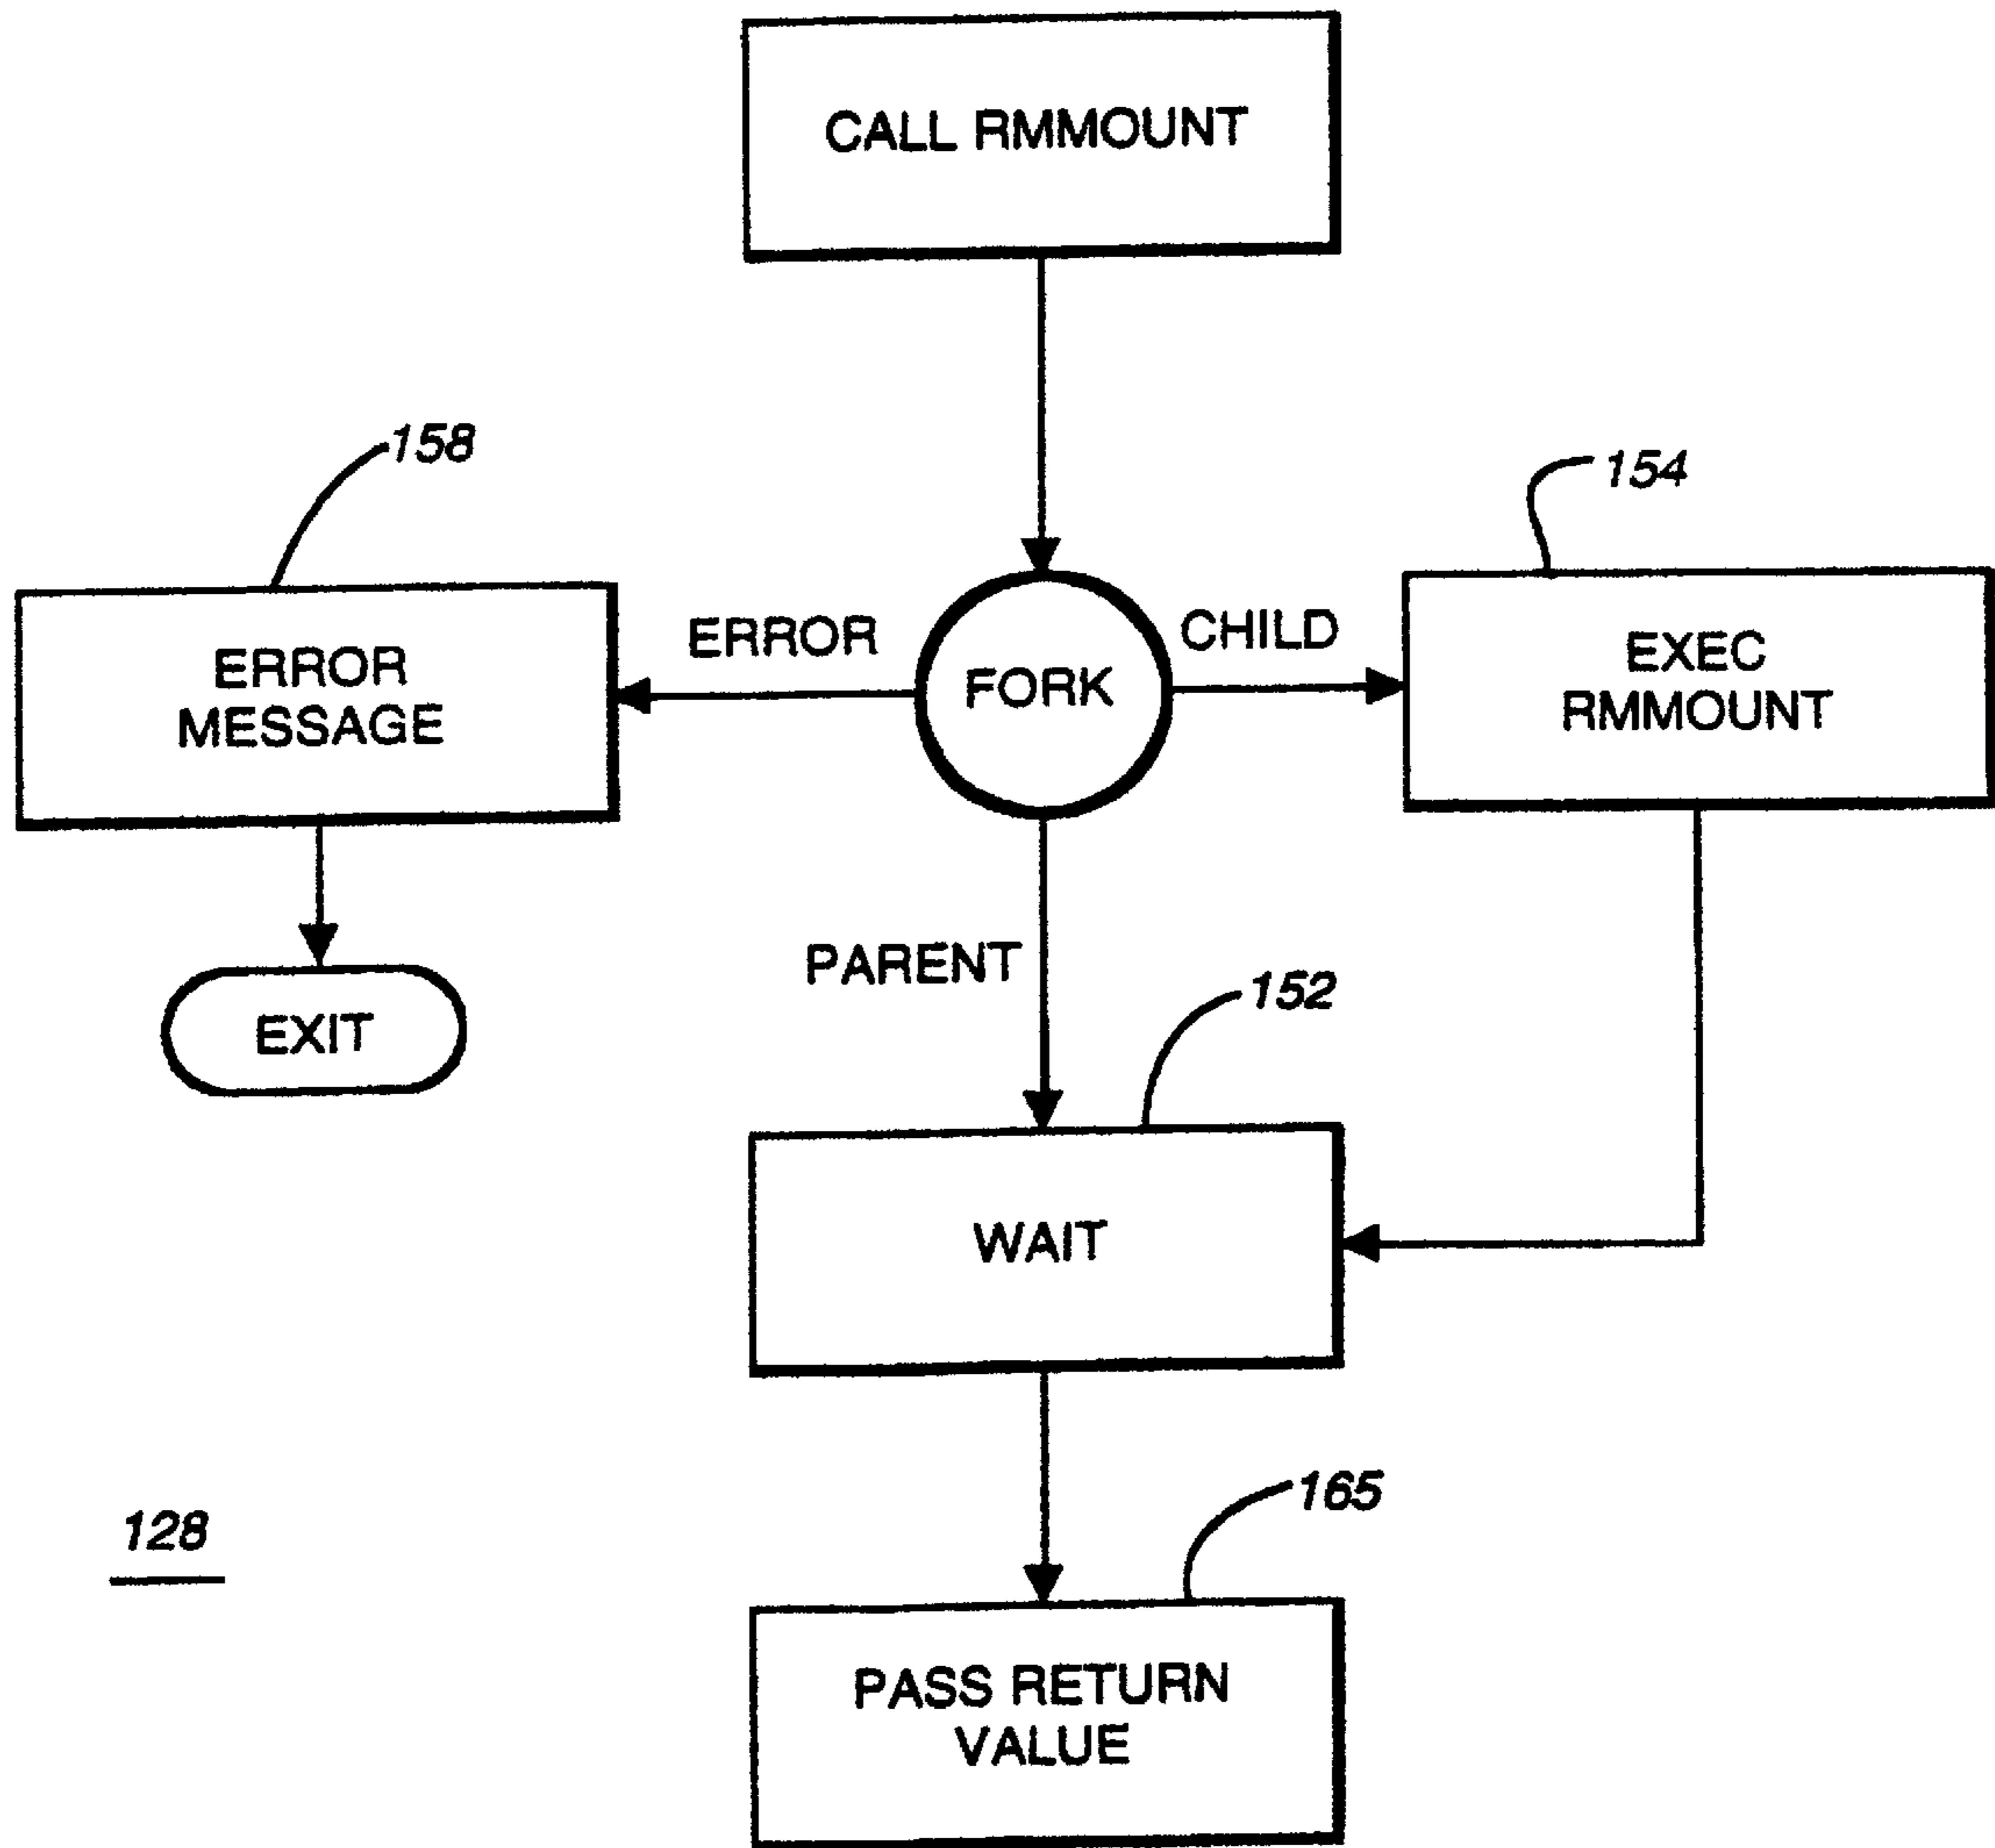 CALL RMMOUNT
158
154
ERROR
MESSAGE
ERROR
FORK
CHILD
EXEC
RMMOUNT
EXIT
PARENT
152
WAIT
165
128
PASS RETURN
VALUE